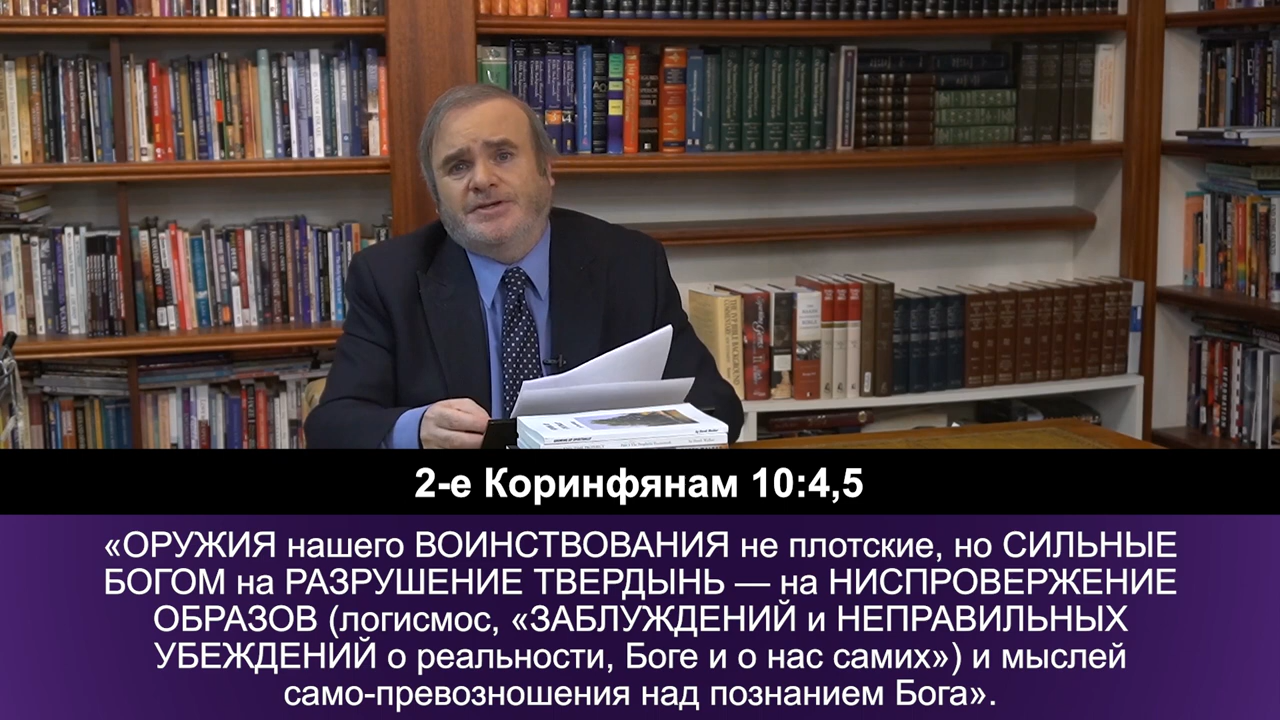 2-е Коринфянам 10:4,5
«ОРУЖИЯ нашего ВОИНСТВОВАНИЯ не плотские, но СИЛЬНЫЕ
БОГОМ на РАЗРУШЕНИЕ ТВЕРДЫНЬ — на НИСПРОВЕРЖЕНИЕ
ОБРАЗОВ (логисмос, «ЗАБЛУЖДЕНИЙ и НЕПРАВИЛЬНЫХ
УБЕЖДЕНИЙ о реальности, Боге и о нас самих») и мыслей
само-превозношения над познанием Бога».